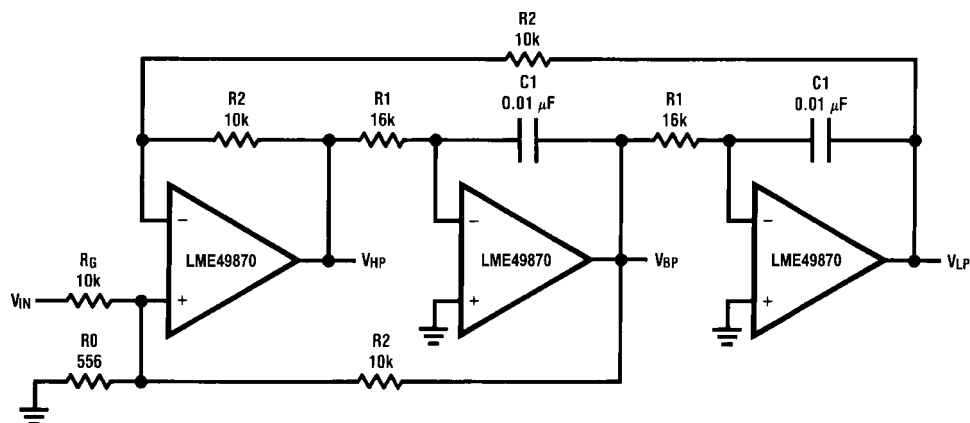 R2
10k
R2
10k
R1
16k
C1
0.01 µF
R1
16k
C1
0.01 µF
−
LME49870
+
VHP
−
LME49870
+
VBP
−
LME49870
+
VLP
VIN
RG
10k
R0
556
R2
10k